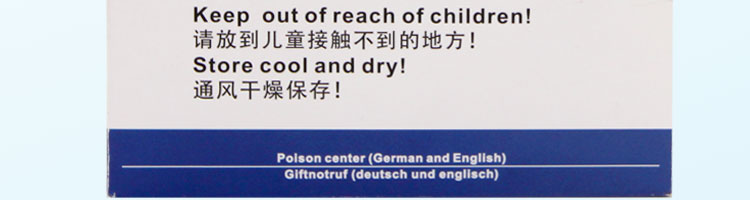 Keep out of reach of children!
请放到儿童接触不到的地方!
Store cool and dry!
通风干燥保存!
Poison center (German and English)
Giftnotruf (deutsch und englisch)